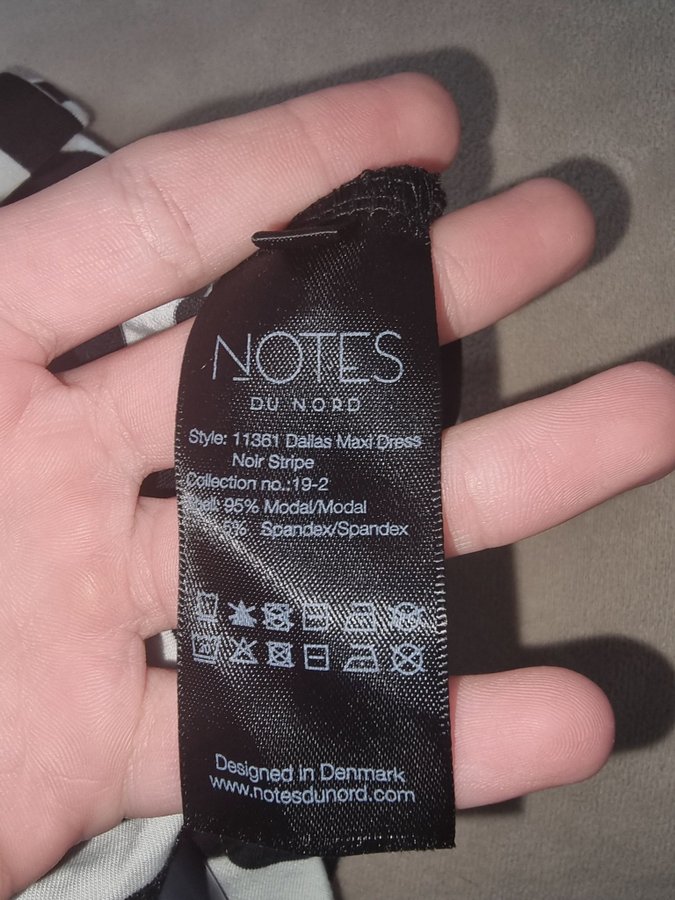 NOTES
DU NORD
Style: 11361 Dallas Maxi Dress
Noir Stripe
Collection no.:19-2
95% Modal/Modal
Spandex/Spandex
Designed in Denmark
www.notesdunord.com